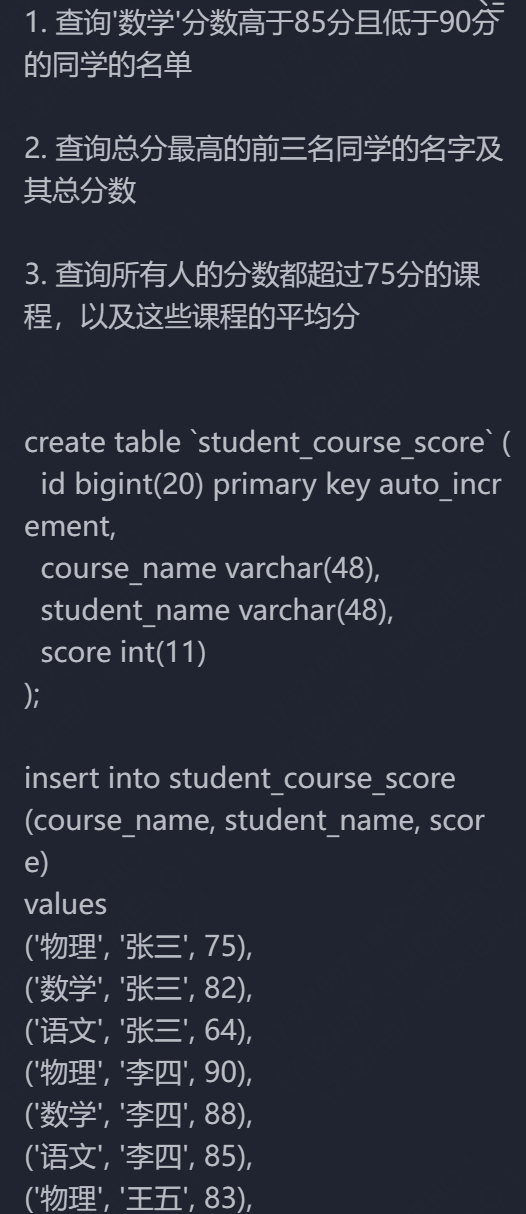 1. 查询'数学'分数高于85分且低于90分
的同学的名单
2. 查询总分最高的前三名同学的名字及
其总分数
3. 查询所有人的分数都超过75分的课
程，以及这些课程的平均分
create table `student_course_score` (
id bigint(20) primary key auto_incr
ement,
course_name varchar(48),
student_name varchar(48),
score int(11)
);
insert into student_course_score
(course_name, student_name, scor
e)
values
('物理', '张三', 75),
('数学', '张三', 82),
('语文', '张三', 64),
('物理', '李四', 90),
('数学', '李四', 88),
('语文', '李四', 85),
('物理', '王五', 83),